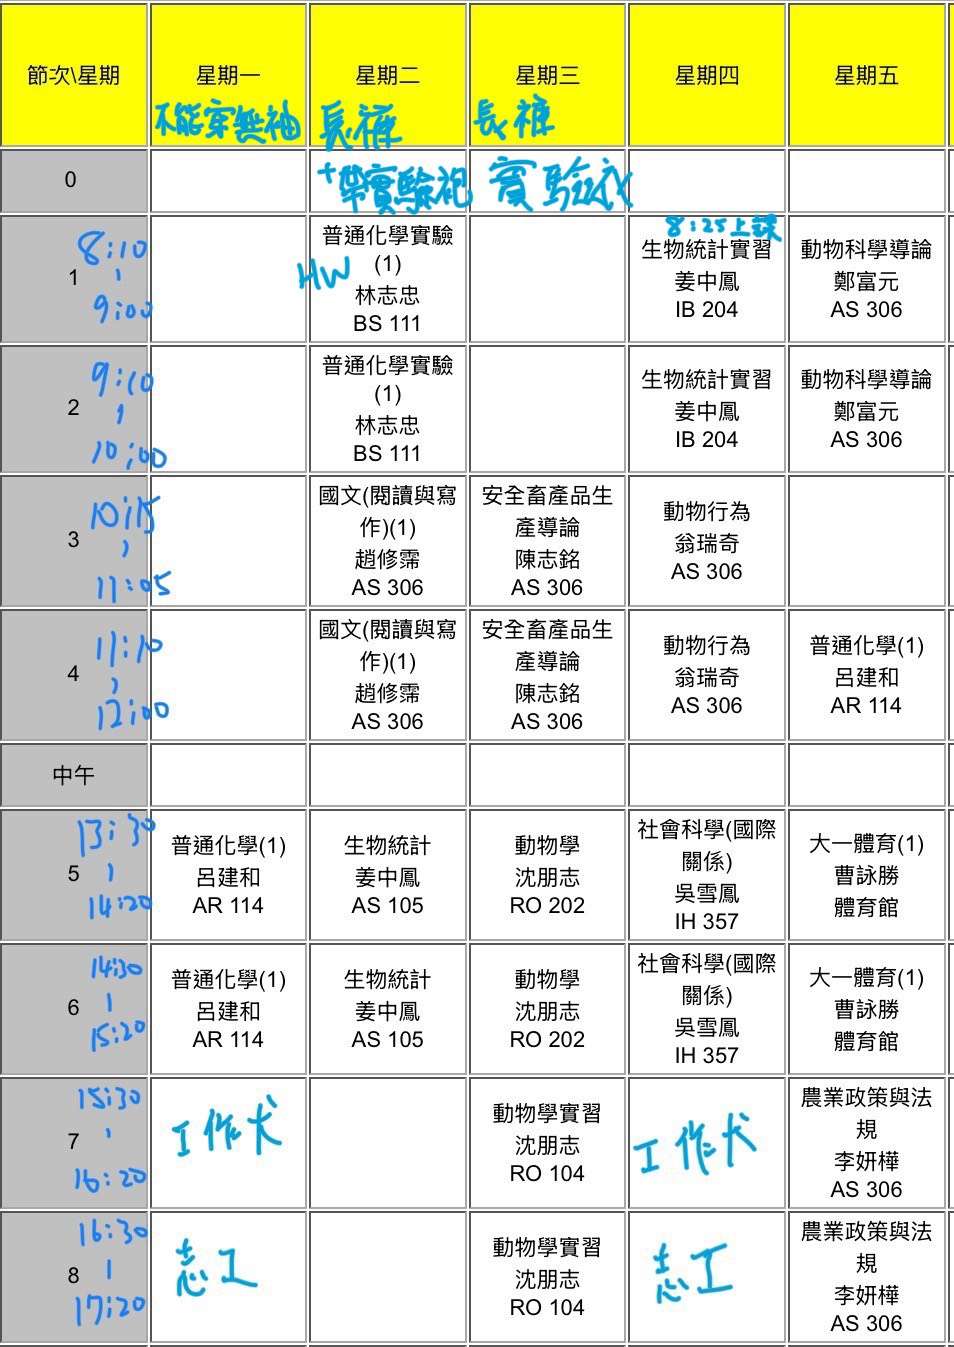 節次\星期 星期一 星期二 星期三 星期四 星期五
不能穿無袖 長褲 長褲
0 +帶實驗袍 實驗衣
8:25上課
1
8:10
9:00
HW
普通化學實驗
(1)
林志忠
BS 111
生物統計實習
姜中鳳
IB 204
動物科學導論
鄭富元
AS 306
2
9:10
10:00
普通化學實驗
(1)
林志忠
BS 111
生物統計實習
姜中鳳
IB 204
動物科學導論
鄭富元
AS 306
3
10:15
11:05
國文(閱讀與寫
作)(1)
趙修霈
AS 306
安全畜產品生
產導論
陳志銘
AS 306
動物行為
翁瑞奇
AS 306
4
11:10
12:00
國文(閱讀與寫
作)(1)
趙修霈
AS 306
安全畜產品生
產導論
陳志銘
AS 306
動物行為
翁瑞奇
AS 306
普通化學(1)
呂建和
AR 114
中午
5
13:30
14:20
普通化學(1)
呂建和
AR 114
生物統計
姜中鳳
AS 105
動物學
沈朋志
RO 202
社會科學(國際
關係)
吳雪鳳
IH 357
大一體育(1)
曹詠勝
體育館
6
14:30
15:20
普通化學(1)
呂建和
AR 114
生物統計
姜中鳳
AS 105
動物學
沈朋志
RO 202
社會科學(國際
關係)
吳雪鳳
IH 357
大一體育(1)
曹詠勝
體育館
7
15:30
16:20
工作犬
動物學實習
沈朋志
RO 104
工作犬
農業政策與法
規
李妍樺
AS 306
8
16:30
17:20
志工
動物學實習
沈朋志
RO 104
志工
農業政策與法
規
李妍樺
AS 306